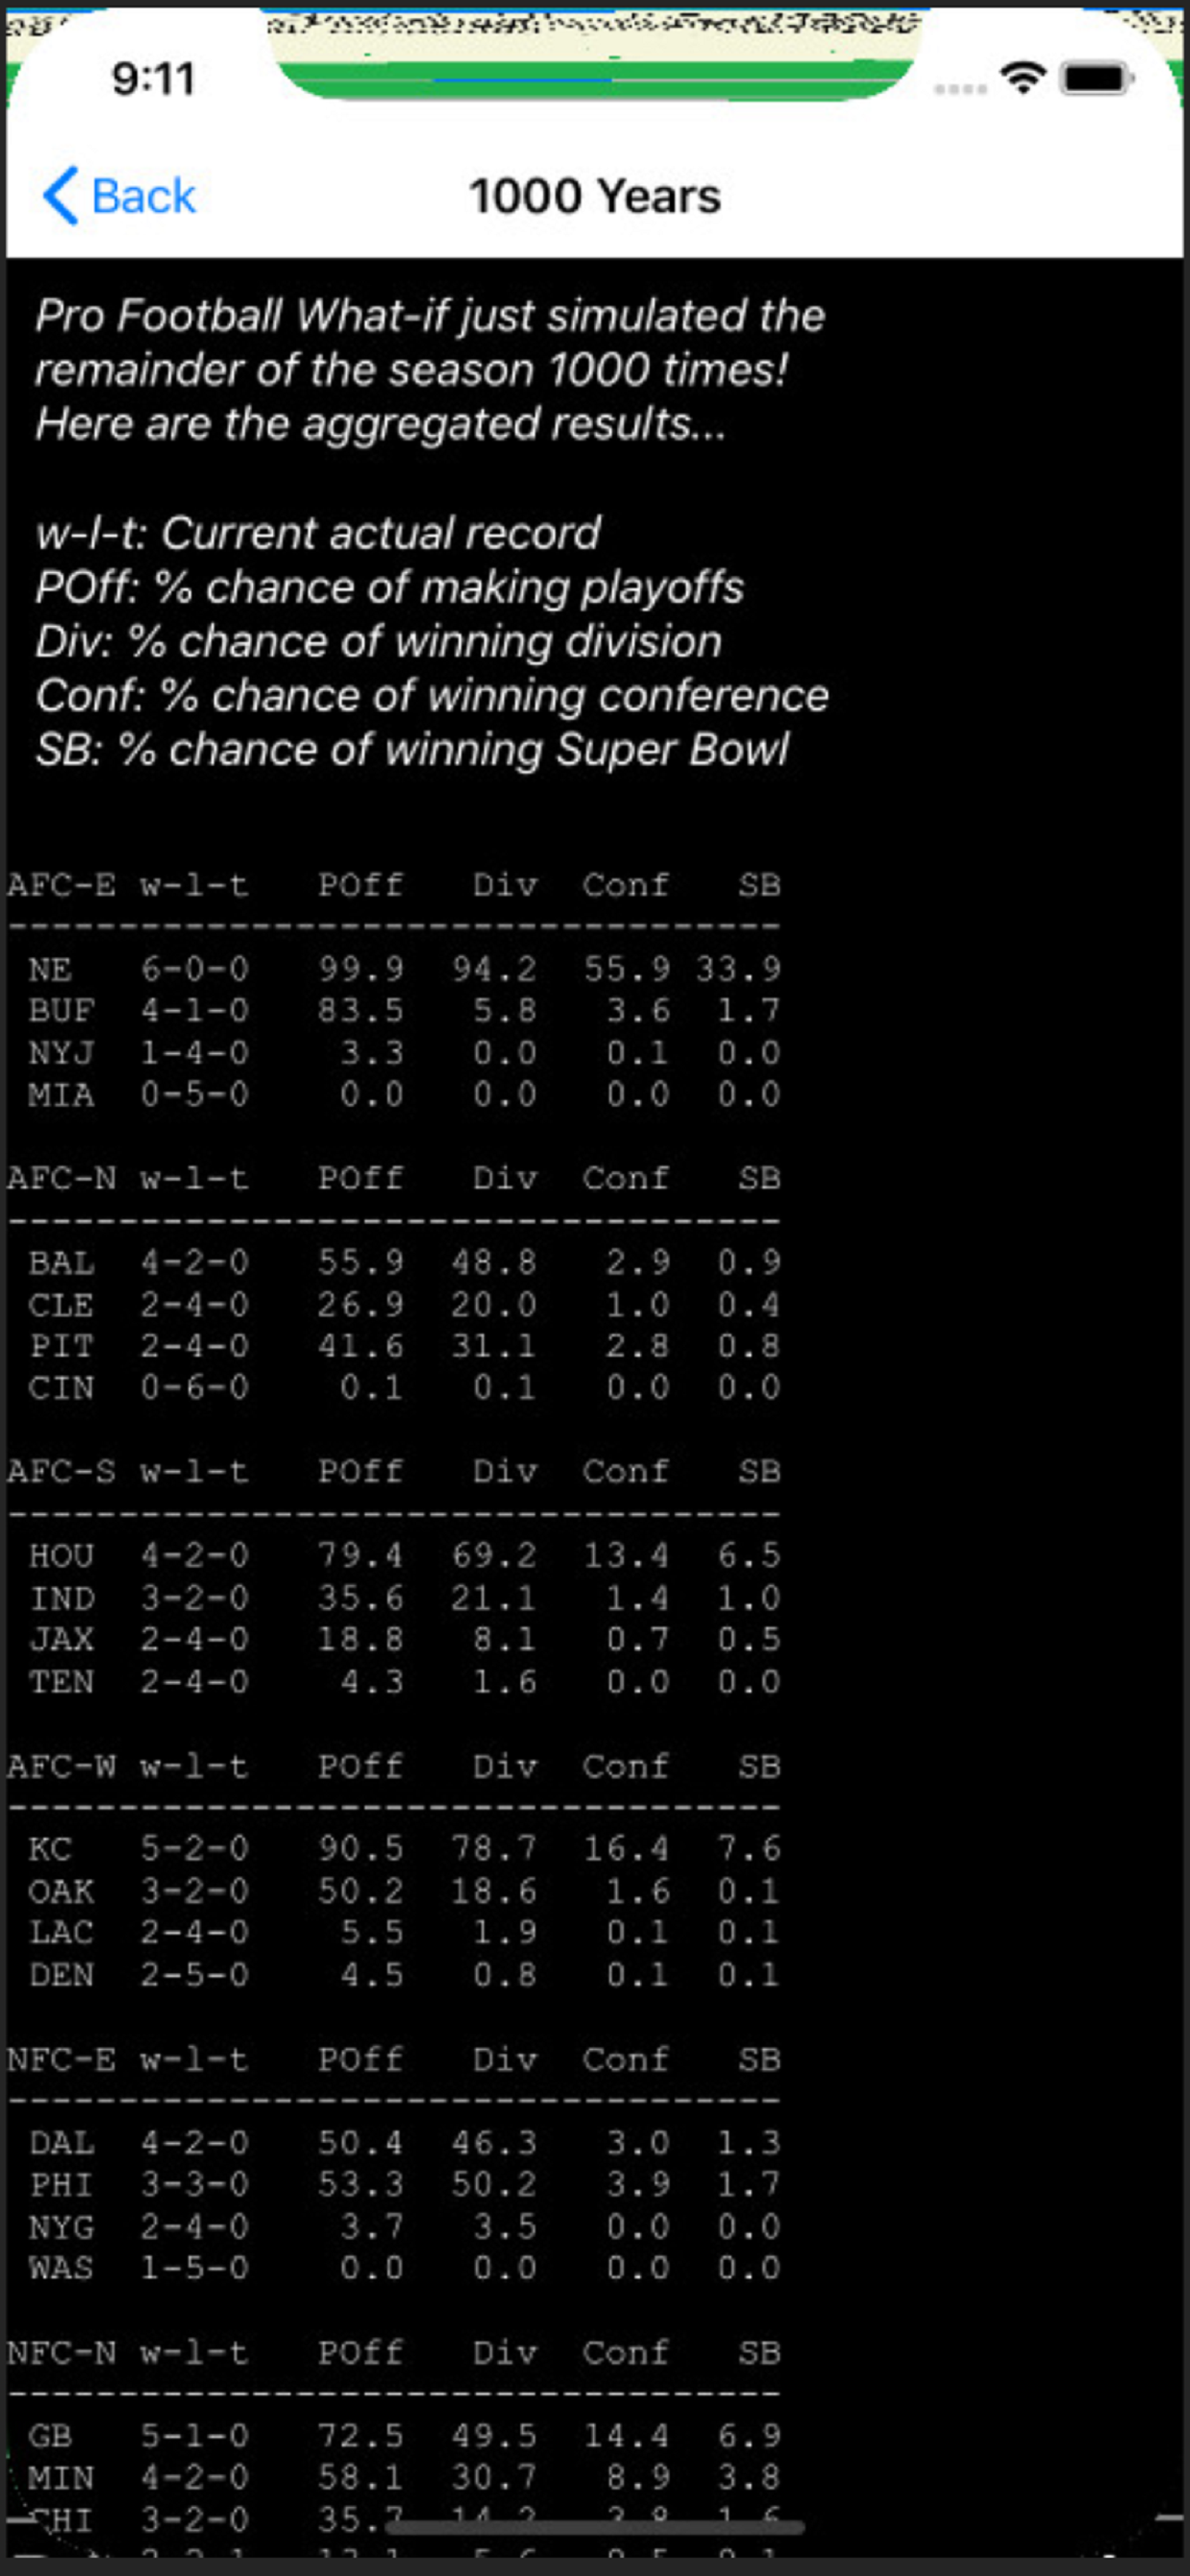 9:11
Back
1000 Years
Pro Football What-if just simulated the
remainder of the season 1000 times!
Here are the aggregated results...
w-l-t: Current actual record
POff: % chance of making playoffs
Div: % chance of winning division
Conf: % chance of winning conference
SB: % chance of winning Super Bowl
AFC-E w-l-t POff Div Conf SB
-----------------------------------
NE 6-0-0 99.9 94.2 55.9 33.9
BUF 4-1-0 83.5 5.8 3.6 1.7
NYJ 1-4-0 3.3 0.0 0.1 0.0
MIA 0-5-0 0.0 0.0 0.0 0.0
AFC-N w-l-t POff Div Conf SB
-----------------------------------
BAL 4-2-0 55.9 48.8 2.9 0.9
CLE 2-4-0 26.9 20.0 1.0 0.4
PIT 2-4-0 41.6 31.1 2.8 0.8
CIN 0-6-0 0.1 0.1 0.0 0.0
AFC-S w-l-t POff Div Conf SB
-----------------------------------
HOU 4-2-0 79.4 69.2 13.4 6.5
IND 3-2-0 35.6 21.1 1.4 1.0
JAX 2-4-0 18.8 8.1 0.7 0.5
TEN 2-4-0 4.3 1.6 0.0 0.0
AFC-W w-l-t POff Div Conf SB
-----------------------------------
KC 5-2-0 90.5 78.7 16.4 7.6
OAK 3-2-0 50.2 18.6 1.6 0.1
LAC 2-4-0 5.5 1.9 0.1 0.1
DEN 2-5-0 4.5 0.8 0.1 0.1
NFC-E w-l-t POff Div Conf SB
-----------------------------------
DAL 4-2-0 50.4 46.3 3.0 1.3
PHI 3-3-0 53.3 50.2 3.9 1.7
NYG 2-4-0 3.7 3.5 0.0 0.0
WAS 1-5-0 0.0 0.0 0.0 0.0
NFC-N w-l-t POff Div Conf SB
-----------------------------------
GB 5-1-0 72.5 49.5 14.4 6.9
MIN 4-2-0 58.1 30.7 8.9 3.8
CHI 3-2-0 35.7